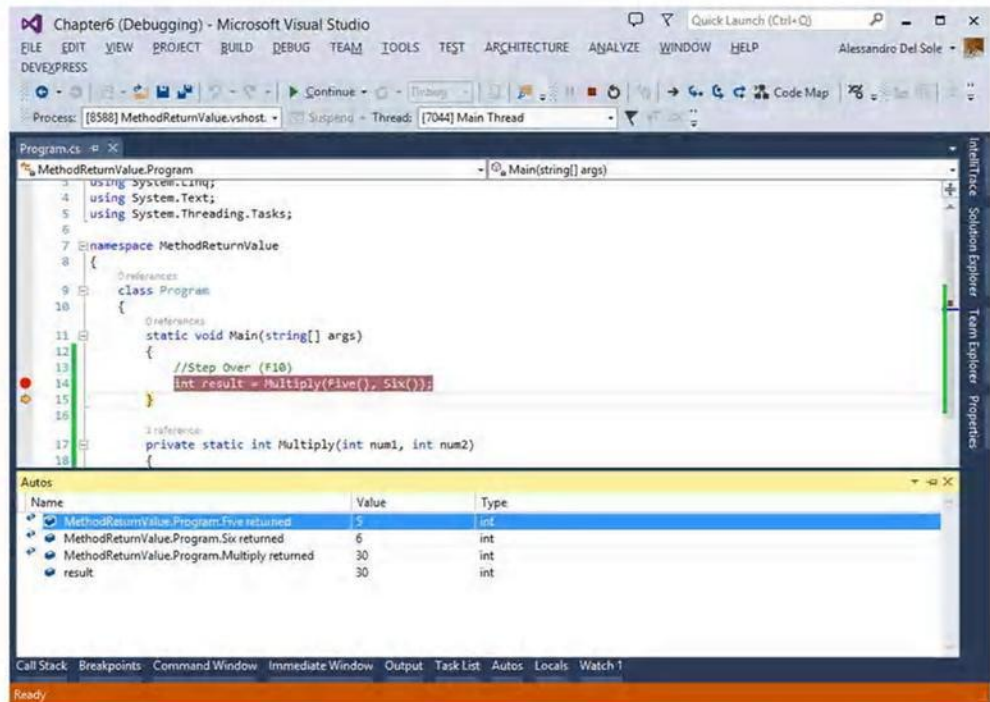 Chapter6 (Debugging) - Microsoft Visual Studio
Quick Launch (Ctrl+Q)
FILE EDIT VIEW PROJECT BUILD DEBUG TEAM TOOLS TEST ARCHITECTURE ANALYZE WINDOW HELP
Alessandro Del Sole
DEVEXPRESS
Continue
Debug
Code Map
Process: [8588] MethodReturnValue.vshost.
Suspend
Thread: [7044] Main Thread
Program.cs
MethodReturnValue.Program
Main(string[] args)
3 using System.Linq;
4 using System.Text;
5 using System.Threading.Tasks;
6
7 namespace MethodReturnValue
8 {
0 references
9 class Program
10 {
0 references
11 static void Main(string[] args)
12 {
13 //Step Over (F10)
14 int result = Multiply(Five(), Six());
15 }
16
1 reference
17 private static int Multiply(int num1, int num2)
18 {
IntelliTrace
Solution Explorer
Team Explorer
Properties
Autos
Name Value Type
MethodReturnValue.Program.Five returned 5 int
MethodReturnValue.Program.Six returned 6 int
MethodReturnValue.Program.Multiply returned 30 int
result 30 int
Call Stack Breakpoints Command Window Immediate Window Output Task List Autos Locals Watch 1
Ready